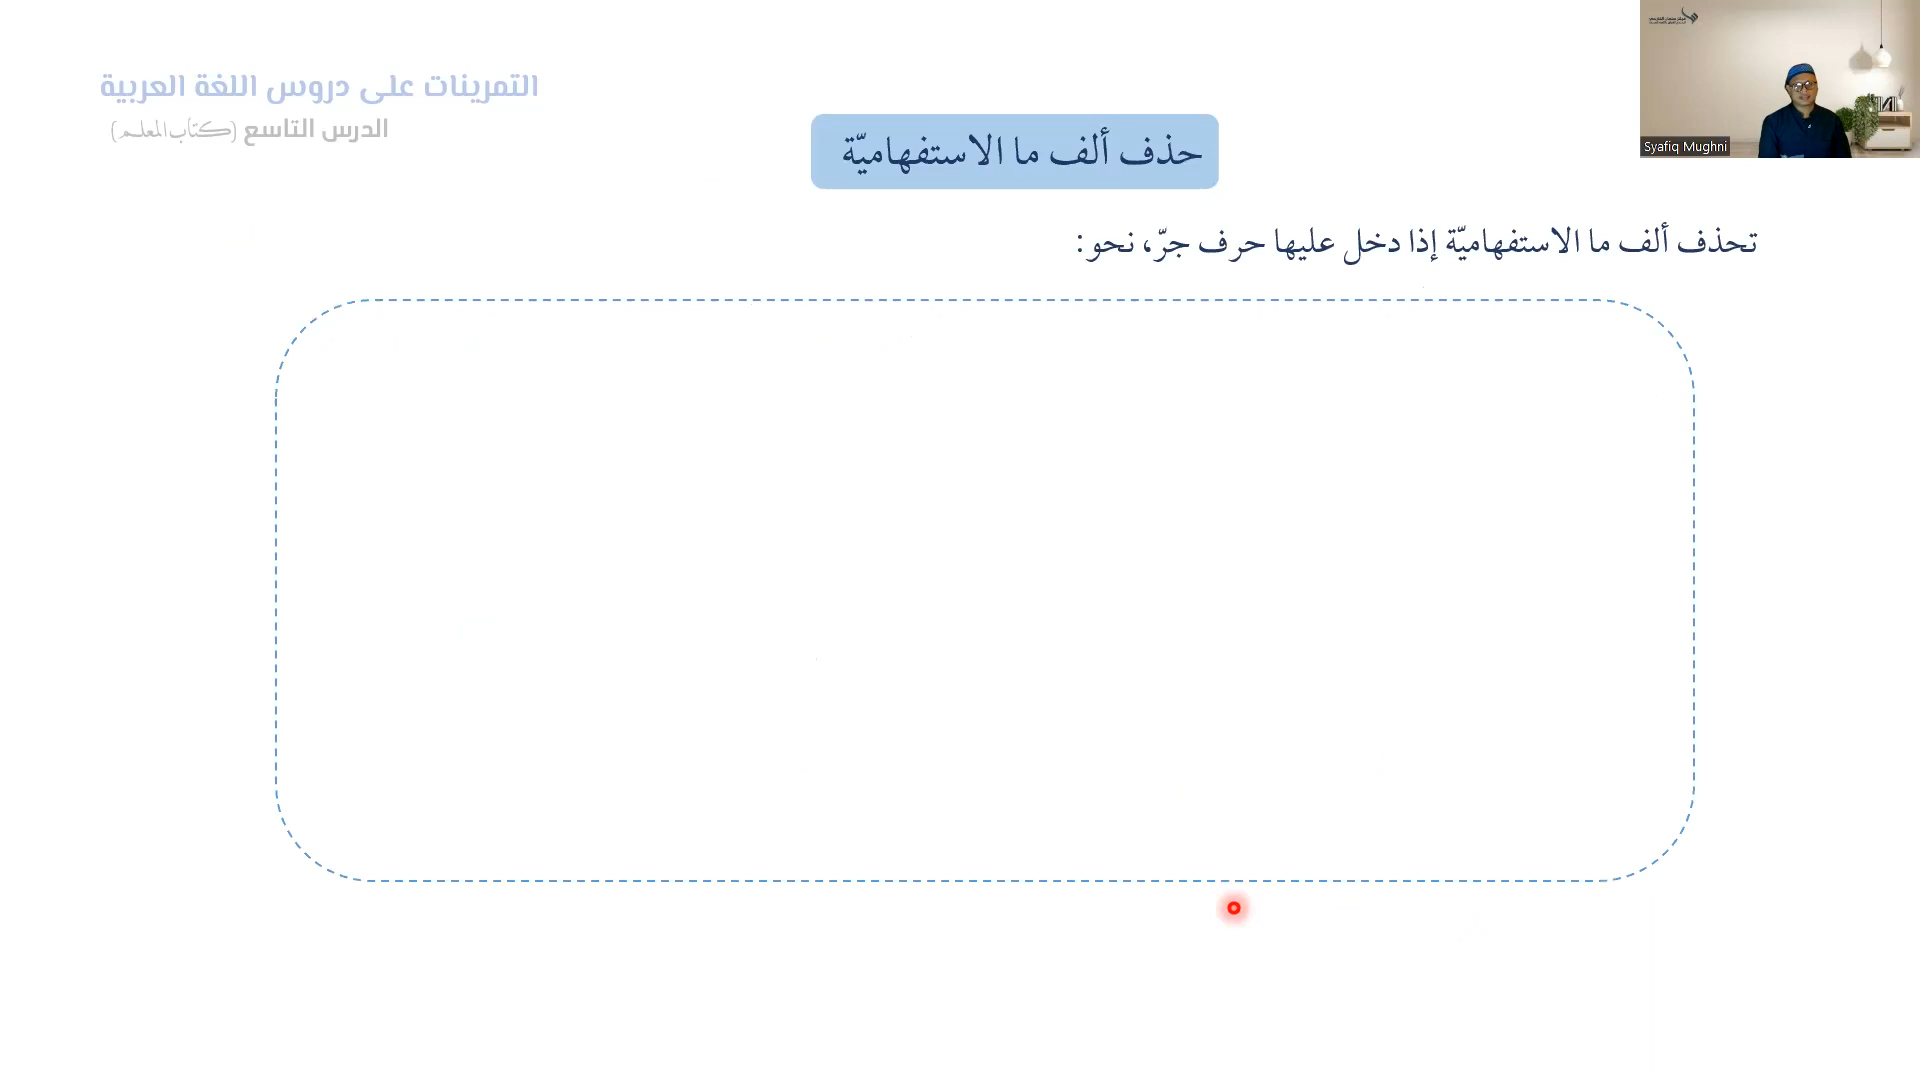 التمرينات على دروس اللغة العربية
الدرس التاسع (كتاب المعلم)
حذف ألف ما الاستفهاميّة
تحذف ألف ما الاستفهاميّة إذا دخل عليها حرف جرّ، نحو:
Syafiq Mughni